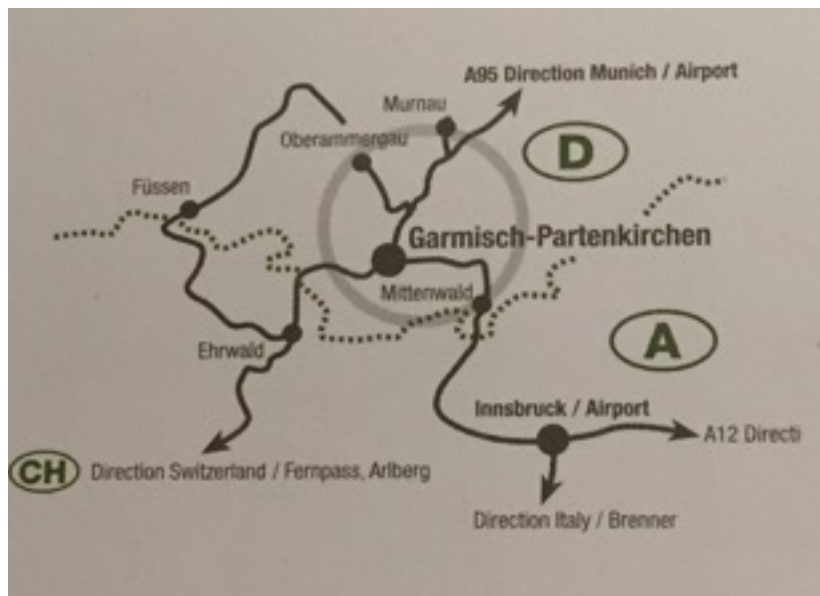 A95 Direction Munich / Airport
Murnau
Oberammergau
D
Füssen
Garmisch-Partenkirchen
Mittenwald
A
Ehrwald
Innsbruck / Airport
A12 Directi
CH Direction Switzerland / Fernpass, Arlberg
Direction Italy / Brenner